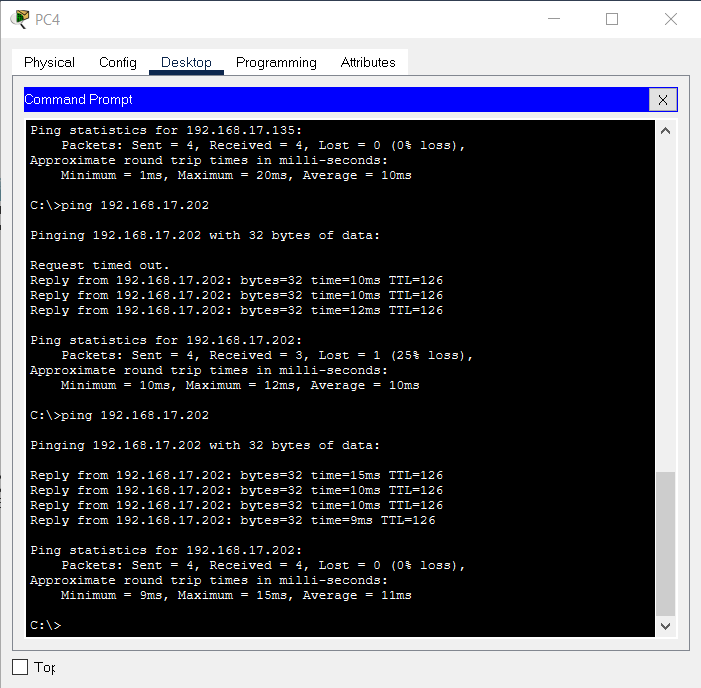 PC4
Physical Config Desktop Programming Attributes
Command Prompt
X
Ping statistics for 192.168.17.135:
    Packets: Sent = 4, Received = 4, Lost = 0 (0% loss),
Approximate round trip times in milli-seconds:
    Minimum = 1ms, Maximum = 20ms, Average = 10ms
C:\>ping 192.168.17.202
Pinging 192.168.17.202 with 32 bytes of data:
Request timed out.
Reply from 192.168.17.202: bytes=32 time=10ms TTL=126
Reply from 192.168.17.202: bytes=32 time=10ms TTL=126
Reply from 192.168.17.202: bytes=32 time=12ms TTL=126
Ping statistics for 192.168.17.202:
    Packets: Sent = 4, Received = 3, Lost = 1 (25% loss),
Approximate round trip times in milli-seconds:
    Minimum = 10ms, Maximum = 12ms, Average = 10ms
C:\>ping 192.168.17.202
Pinging 192.168.17.202 with 32 bytes of data:
Reply from 192.168.17.202: bytes=32 time=15ms TTL=126
Reply from 192.168.17.202: bytes=32 time=10ms TTL=126
Reply from 192.168.17.202: bytes=32 time=10ms TTL=126
Reply from 192.168.17.202: bytes=32 time=9ms TTL=126
Ping statistics for 192.168.17.202:
    Packets: Sent = 4, Received = 4, Lost = 0 (0% loss),
Approximate round trip times in milli-seconds:
    Minimum = 9ms, Maximum = 15ms, Average = 11ms
C:\>
Top